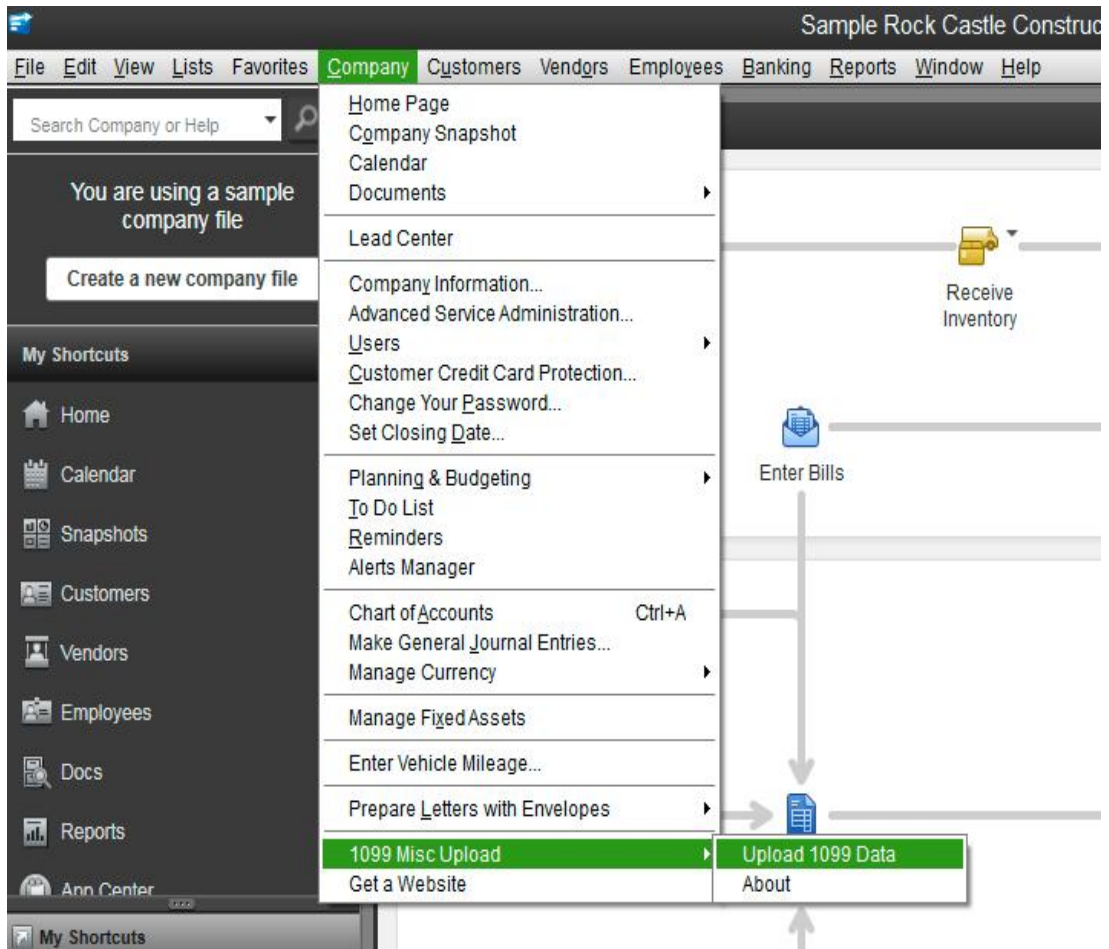 Sample Rock Castle Construc
File Edit View Lists Favorites Company Customers Vendors Employees Banking Reports Window Help
Search Company or Help
You are using a sample
company file
Create a new company file
My Shortcuts
Home
Calendar
Snapshots
Customers
Vendors
Employees
Docs
Reports
App Center
My Shortcuts
Home Page
Company Snapshot
Calendar
Documents
Lead Center
Company Information...
Advanced Service Administration...
Users
Customer Credit Card Protection...
Change Your Password...
Set Closing Date...
Planning & Budgeting
To Do List
Reminders
Alerts Manager
Chart of Accounts Ctrl+A
Make General Journal Entries...
Manage Currency
Manage Fixed Assets
Enter Vehicle Mileage...
Prepare Letters with Envelopes
1099 Misc Upload
Get a Website
Upload 1099 Data
About
Receive
Inventory
Enter Bills